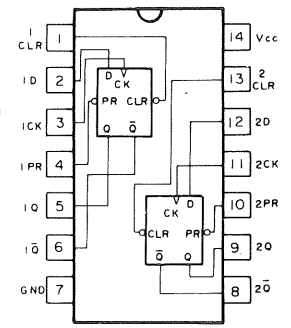 1
CLR 1
1D 2
1CK 3
1PR 4
1Q 5
1Q̅ 6
GND 7
14 Vcc
13 2
CLR
12 2D
11 2CK
10 2PR
9 2Q
8 2Q̅
D CK
PR CLR
Q Q̅
CK D
CLR PR
Q̅ Q